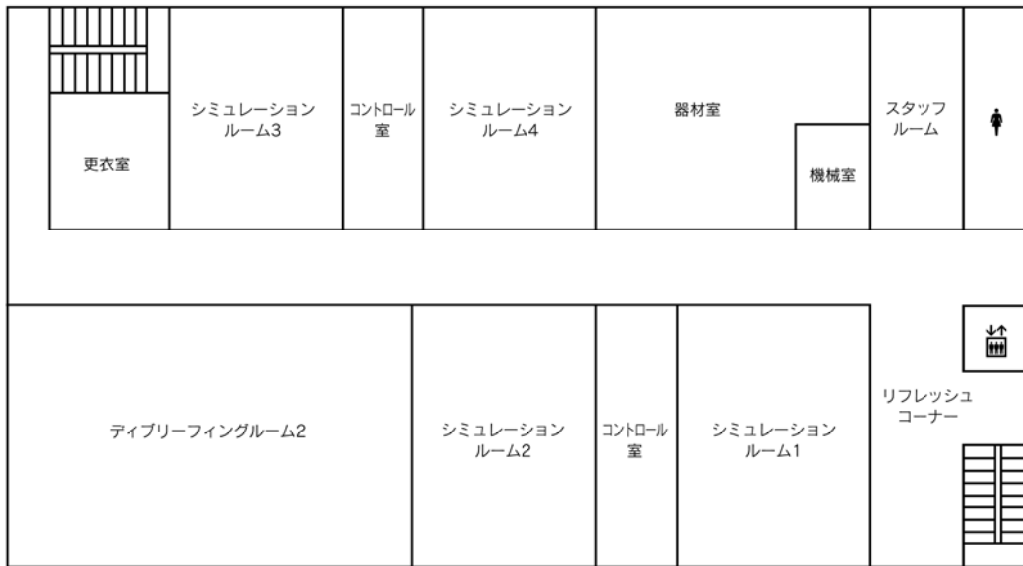 シミュレーション
ルーム3
コントロール
室
シミュレーション
ルーム4
器材室
スタッフ
ルーム
更衣室
機械室
ディブリーフィングルーム2
シミュレーション
ルーム2
コントロール
室
シミュレーション
ルーム1
リフレッシュ
コーナー